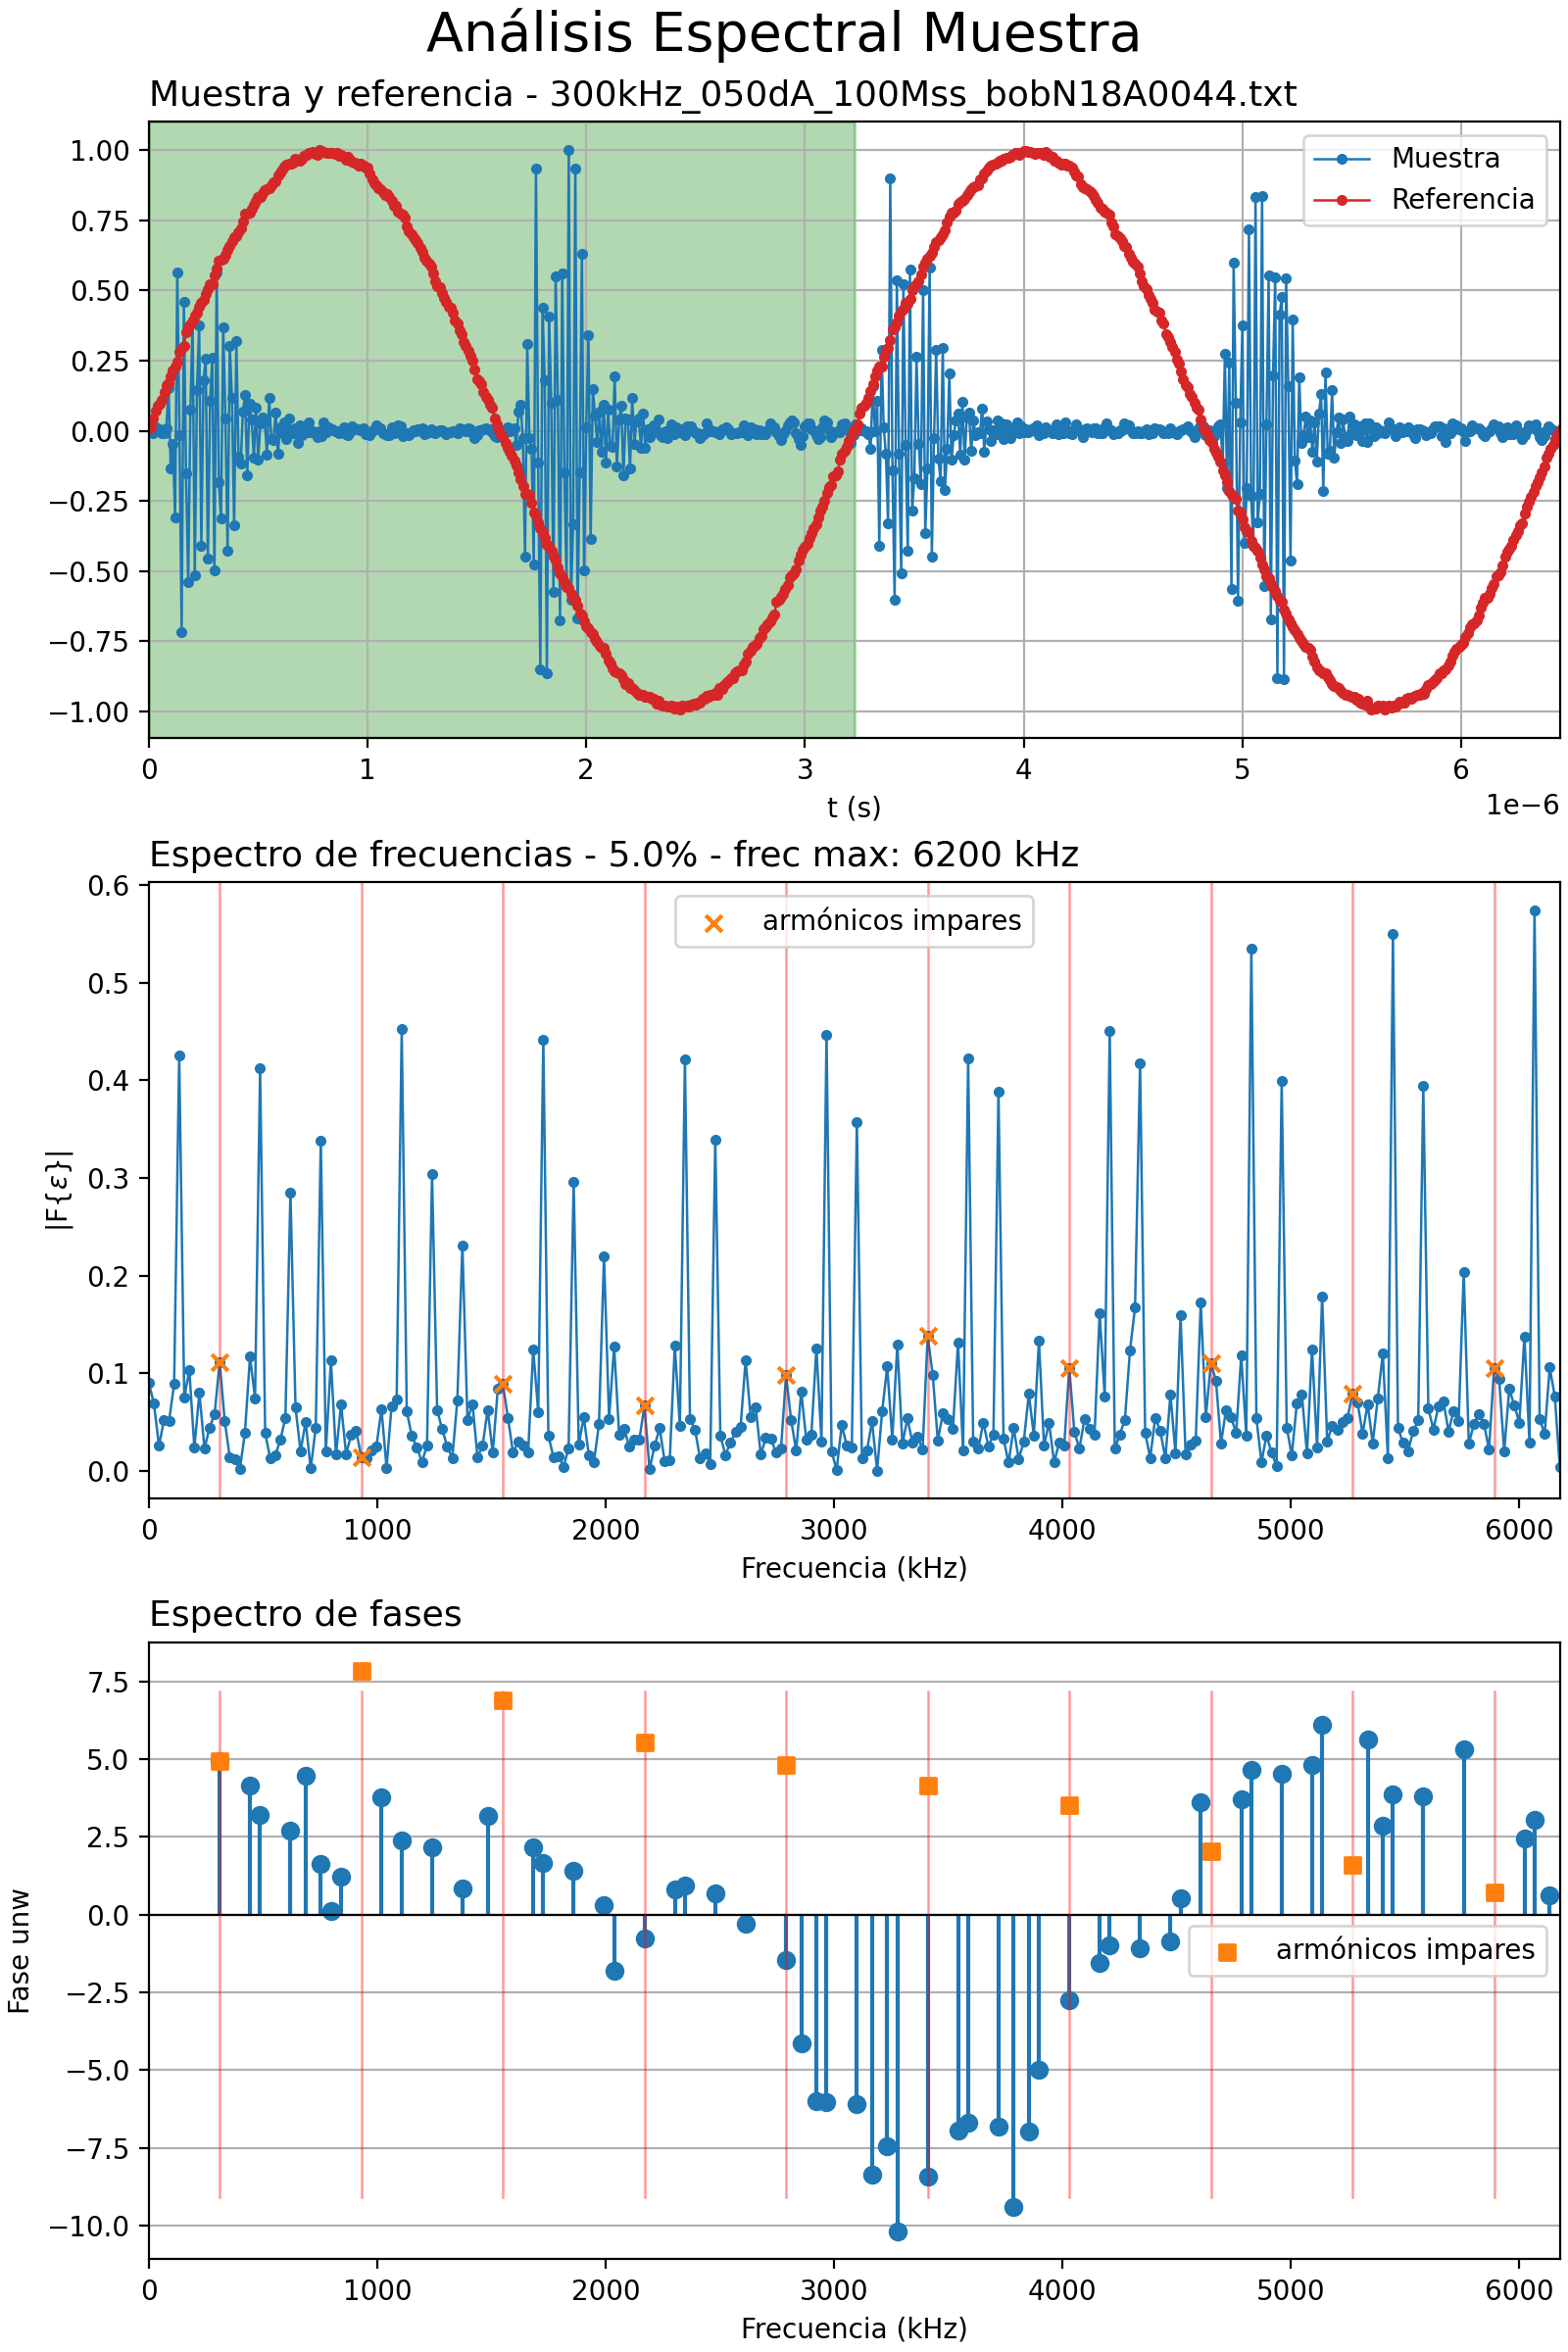 Análisis Espectral Muestra
Muestra y referencia - 300kHz_050dA_100Mss_bobN18A0044.txt
1.00
0.75
0.50
0.25
0.00
−0.25
−0.50
−0.75
−1.00
Muestra
Referencia
0 1 2 3 4 5 6
t (s)
1e−6
Espectro de frecuencias - 5.0% - frec max: 6200 kHz
0.6
0.5
0.4
0.3
0.2
0.1
0.0
|F{ε}|
armónicos impares
0 1000 2000 3000 4000 5000 6000
Frecuencia (kHz)
Espectro de fases
7.5
5.0
2.5
0.0
−2.5
−5.0
−7.5
−10.0
Fase unw
armónicos impares
0 1000 2000 3000 4000 5000 6000
Frecuencia (kHz)